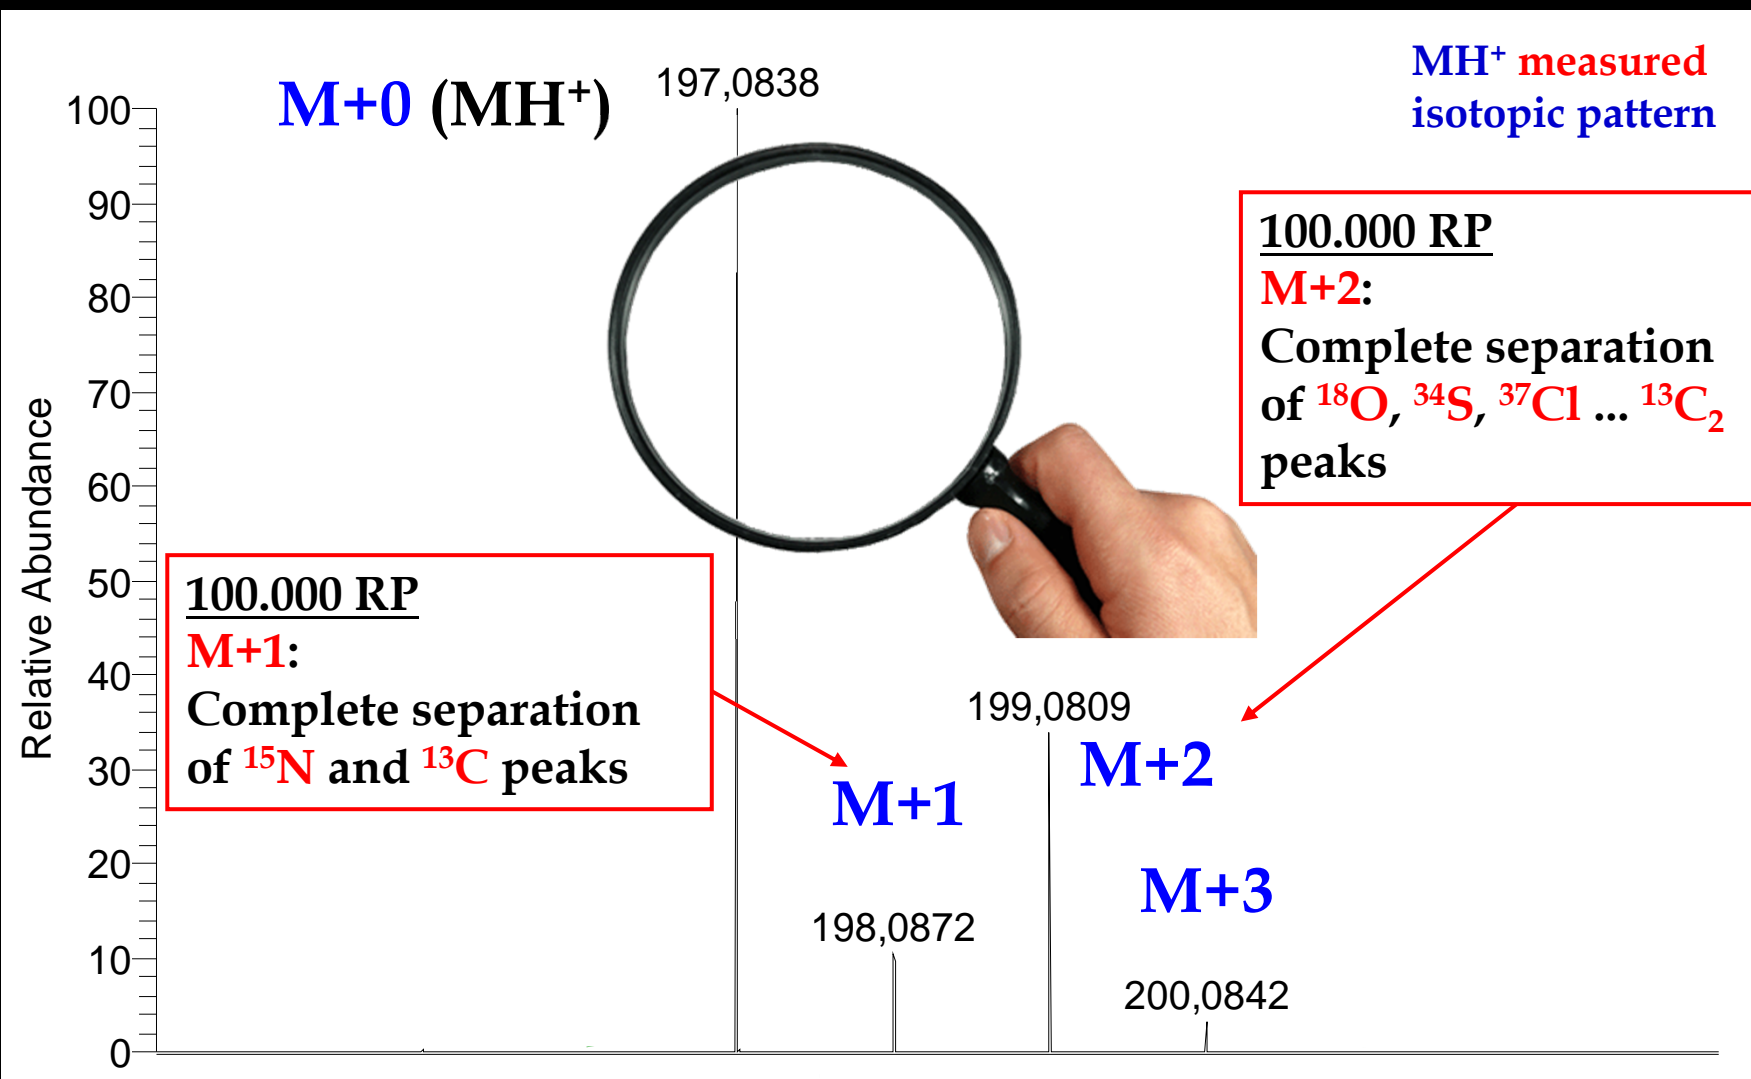 M+0 (MH⁺)
197,0838
MH⁺ measured
isotopic pattern
100.000 RP
M+2:
Complete separation
of ¹⁸O, ³⁴S, ³⁷Cl ... ¹³C₂
peaks
100.000 RP
M+1:
Complete separation
of ¹⁵N and ¹³C peaks
199,0809
M+2
M+1
M+3
198,0872
200,0842
Relative Abundance
100
90
80
70
60
50
40
30
20
10
0